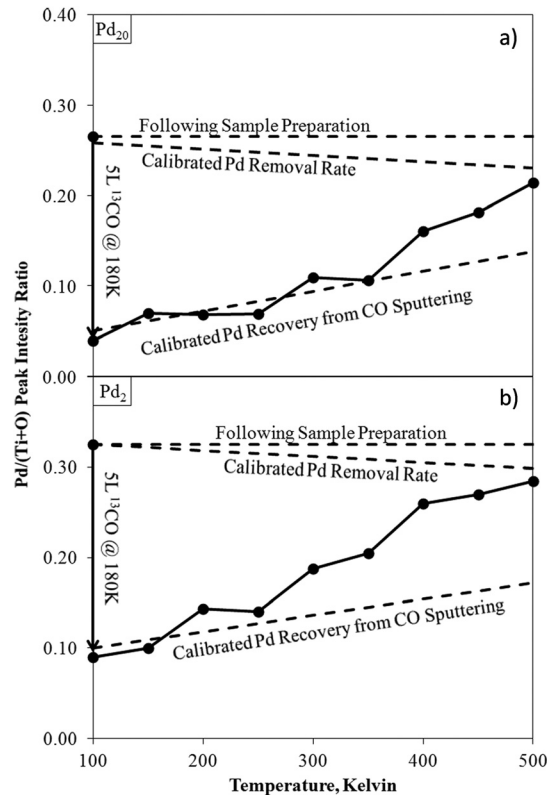 Pd20
a)
0.40
0.30
0.20
0.10
0.00
Following Sample Preparation
Calibrated Pd Removal Rate
5L 13CO @ 180K
Calibrated Pd Recovery from CO Sputtering
Pd/(Ti+O) Peak Intesity Ratio
Pd2
b)
0.30
0.20
0.10
0.00
Following Sample Preparation
Calibrated Pd Removal Rate
5L 13CO @ 180K
Calibrated Pd Recovery from CO Sputtering
100 200 300 400 500
Temperature, Kelvin